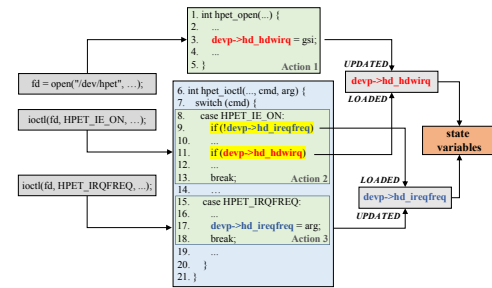 1. int hpet_open(...) {
2. ...
3. devp->hd_hdwirq = gsi;
4. ...
5. }
Action 1
fd = open("/dev/hpet", …);
ioctl(fd, HPET_IE_ON, …);
ioctl(fd, HPET_IRQFREQ, ...);
6. int hpet_ioctl(..., cmd, arg) {
7. switch (cmd) {
8. case HPET_IE_ON:
9. if (!devp->hd_ireqfreq)
10. ...
11. if (devp->hd_hdwirq)
12. ...
13. break;
Action 2
14. …
15. case HPET_IRQFREQ:
16. ...
17. devp->hd_ireqfreq = arg;
18. break;
Action 3
19. ...
20. }
21. }
UPDATED
devp->hd_hdwirq
LOADED
state
variables
LOADED
devp->hd_ireqfreq
UPDATED